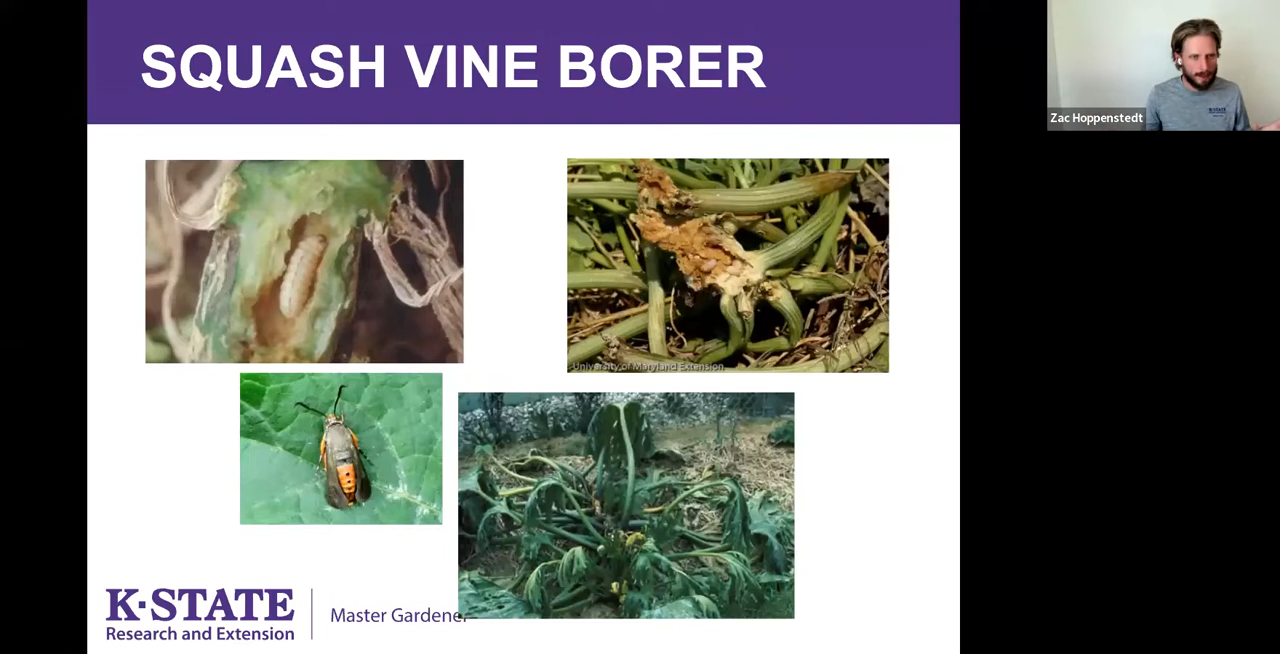 SQUASH VINE BORER
Zac Hoppenstedt
University of Maryland Extension
K·STATE
Research and Extension
Master Gardener